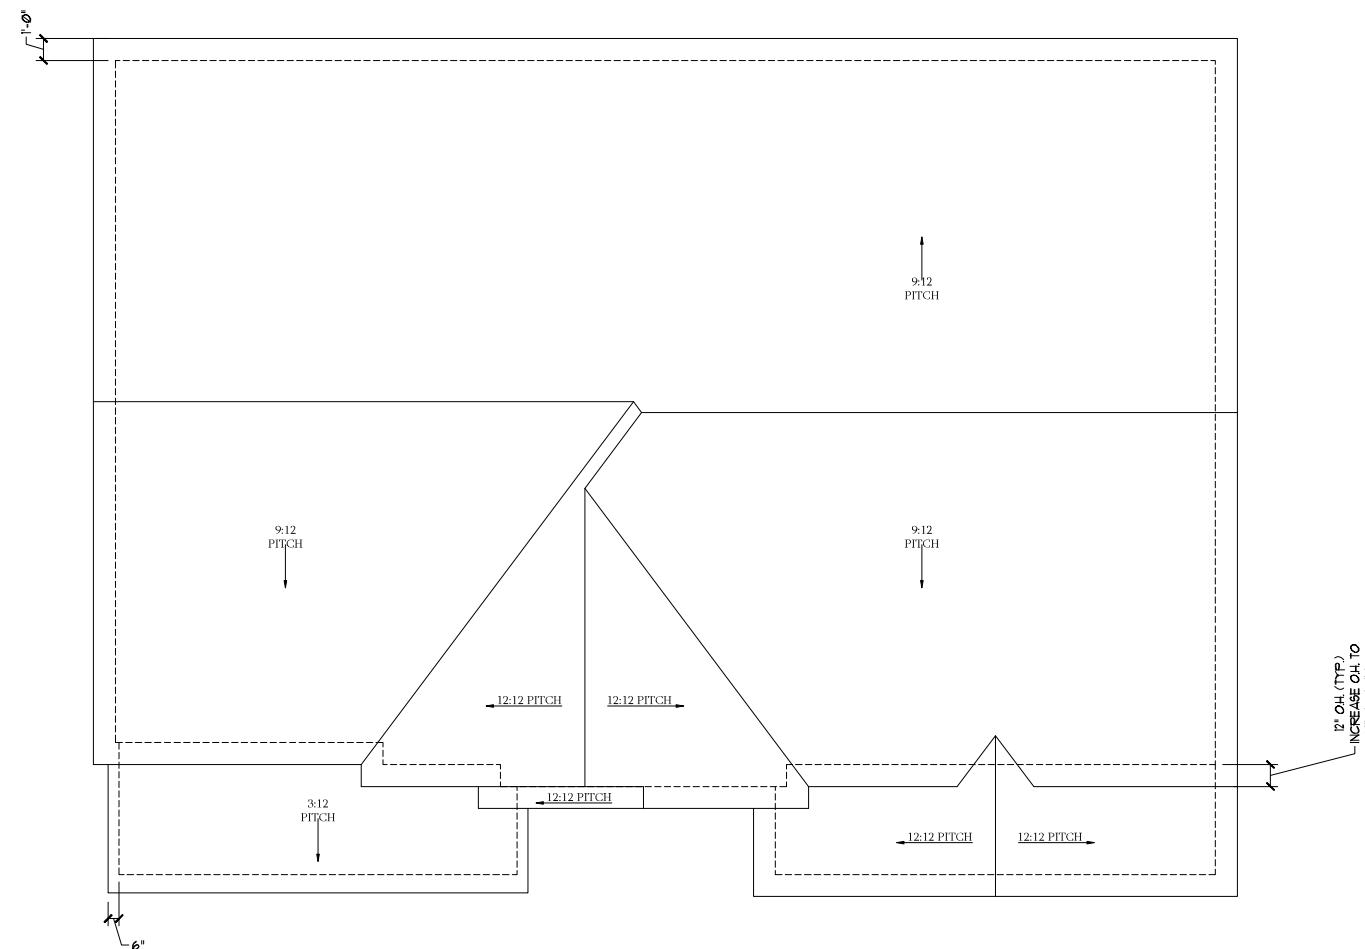 1'-0"
9:12
PITCH
9:12
PITCH
9:12
PITCH
12:12 PITCH
12:12 PITCH
12" O.H. (TYP.)
INCREASE O.H. TO
12:12 PITCH
3:12
PITCH
12:12 PITCH
12:12 PITCH
6"